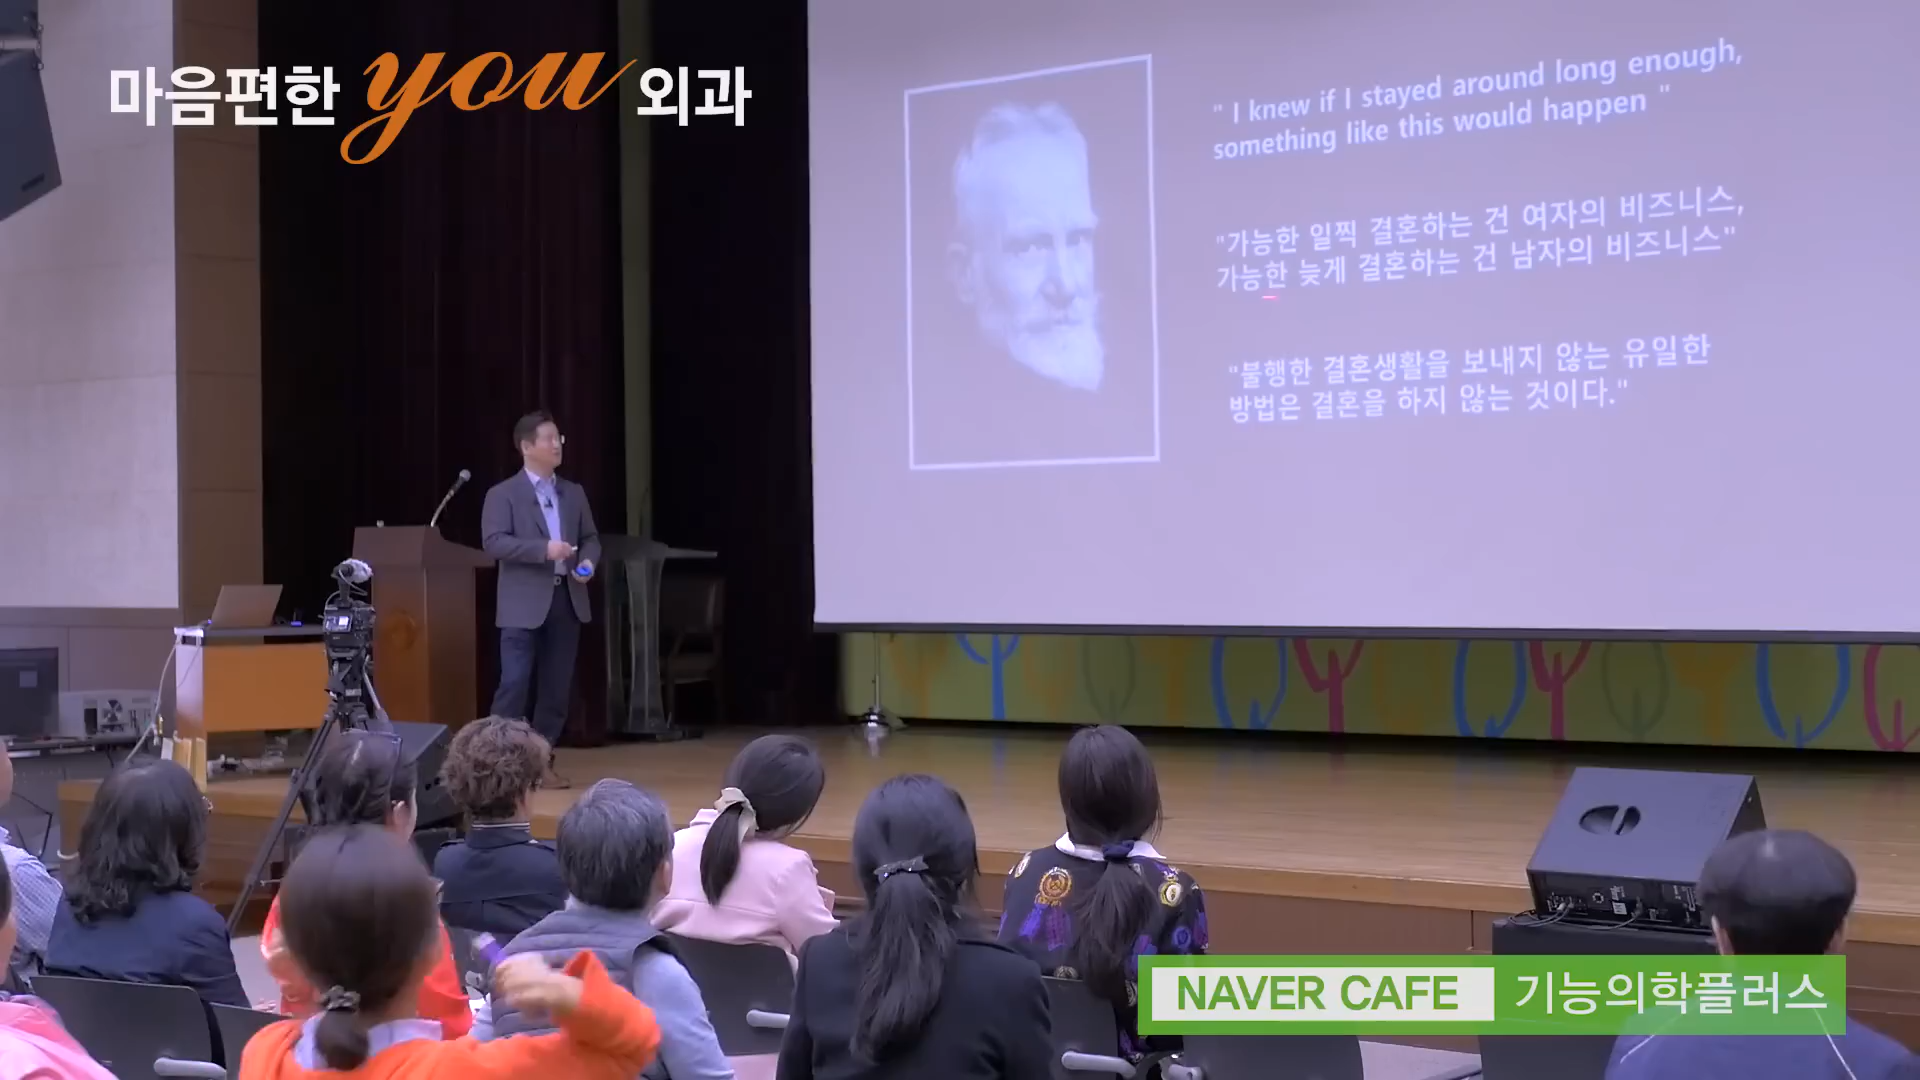 마음편한 you 외과
" I knew if I stayed around long enough,
something like this would happen "
"가능한 일찍 결혼하는 건 여자의 비즈니스,
가능한 늦게 결혼하는 건 남자의 비즈니스"
"불행한 결혼생활을 보내지 않는 유일한
방법은 결혼을 하지 않는 것이다."
NAVER CAFE 기능의학플러스